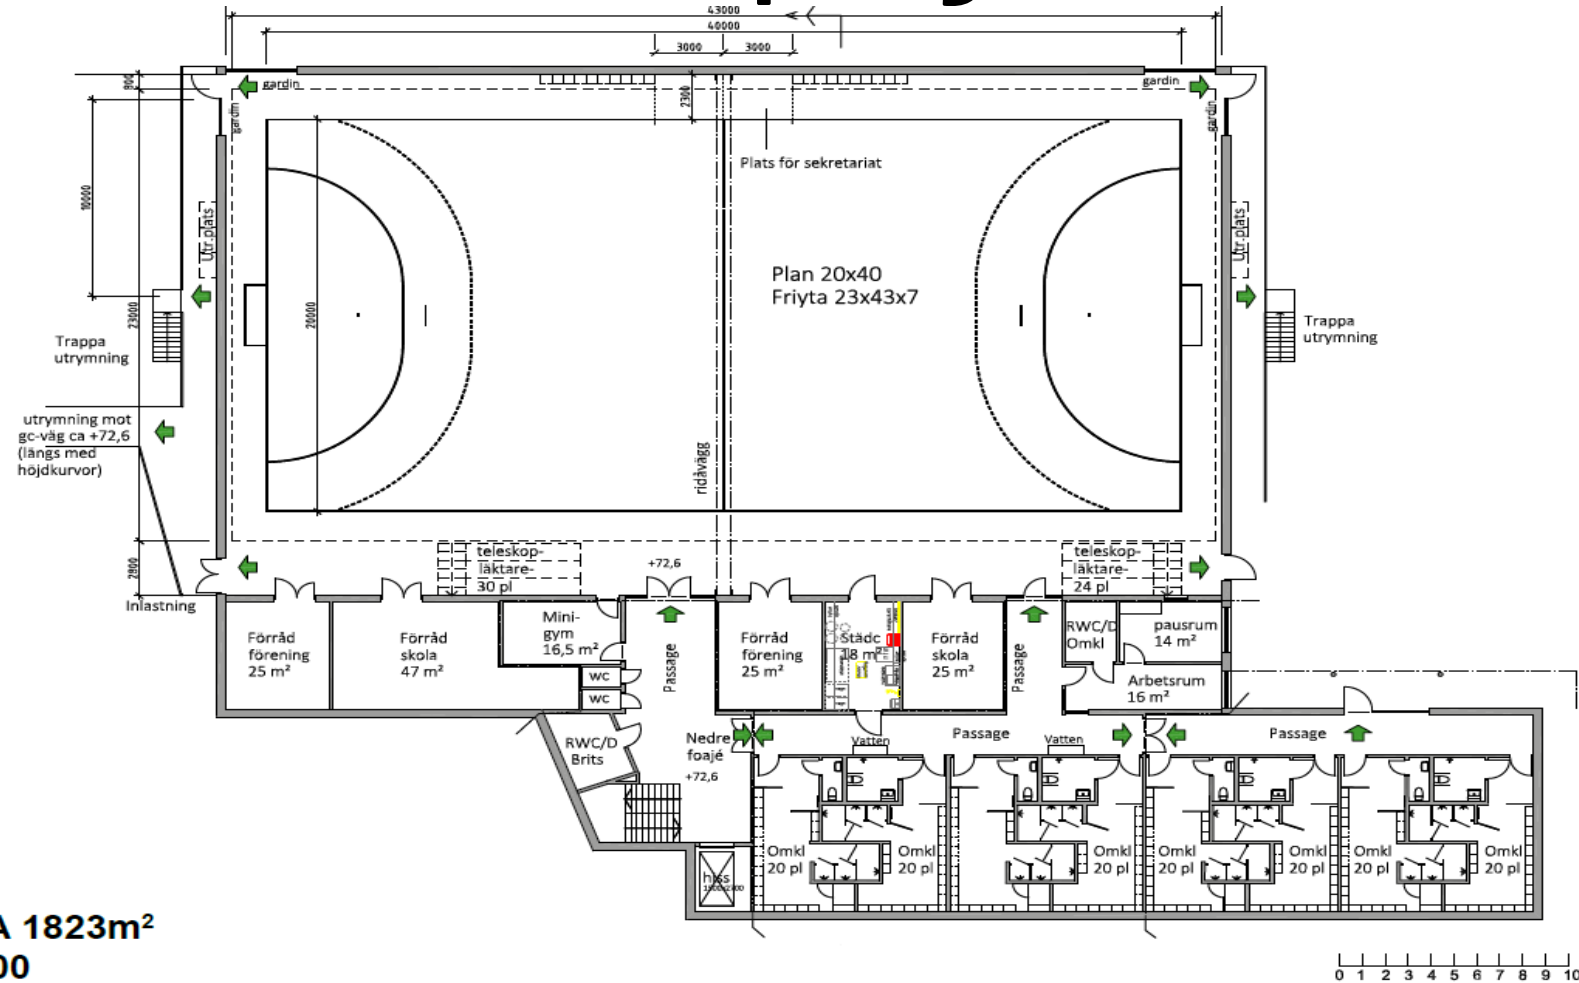 43000
40000
3000
3000
gardin
gardin
gardin
gardin
800
2300
Plats för sekretariat
10000
Utr.plats
Utr.plats
Plan 20x40
Friyta 23x43x7
20000
23000
Trappa
utrymning
Trappa
utrymning
utrymning mot
gc-väg ca +72,6
(längs med
höjdkurvor)
ridåvägg
teleskop-
läktare-
30 pl
+72,6
teleskop-
läktare-
24 pl
2800
Inlastning
Förråd
förening
25 m²
Förråd
skola
47 m²
Mini-
gym
16,5 m²
wc
wc
Passage
Förråd
förening
25 m²
Städc
18 m²
Förråd
skola
25 m²
Passage
RWC/D
Omkl
pausrum
14 m²
Arbetsrum
16 m²
RWC/D
Brits
Nedre
foajé
+72,6
Vatten
Passage
Vatten
Passage
Omkl
20 pl
Omkl
20 pl
Omkl
20 pl
Omkl
20 pl
Omkl
20 pl
Omkl
20 pl
Omkl
20 pl
hiss
A 1823m²
00
0 1 2 3 4 5 6 7 8 9 10